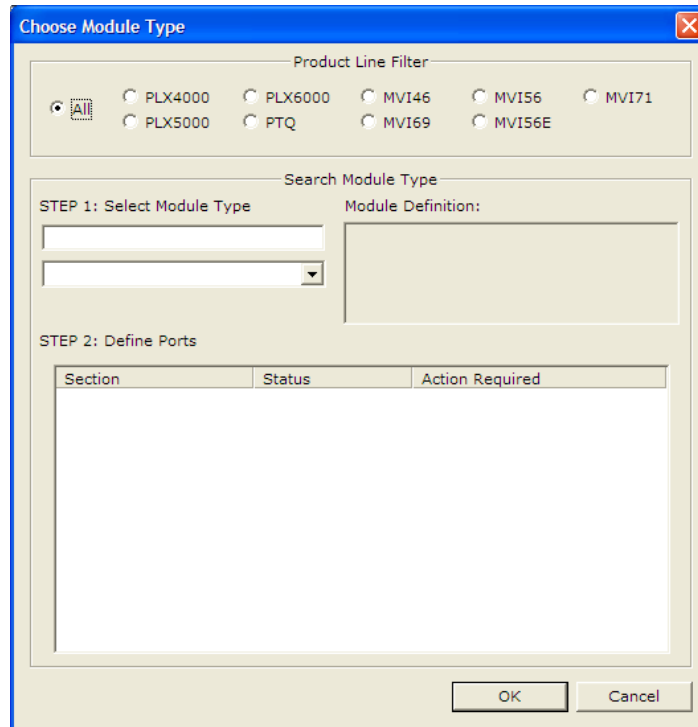 Choose Module Type
Product Line Filter
All
PLX4000 PLX6000 MVI46 MVI56 MVI71
PLX5000 PTQ MVI69 MVI56E
Search Module Type
STEP 1: Select Module Type Module Definition:
STEP 2: Define Ports
Section Status Action Required
OK Cancel